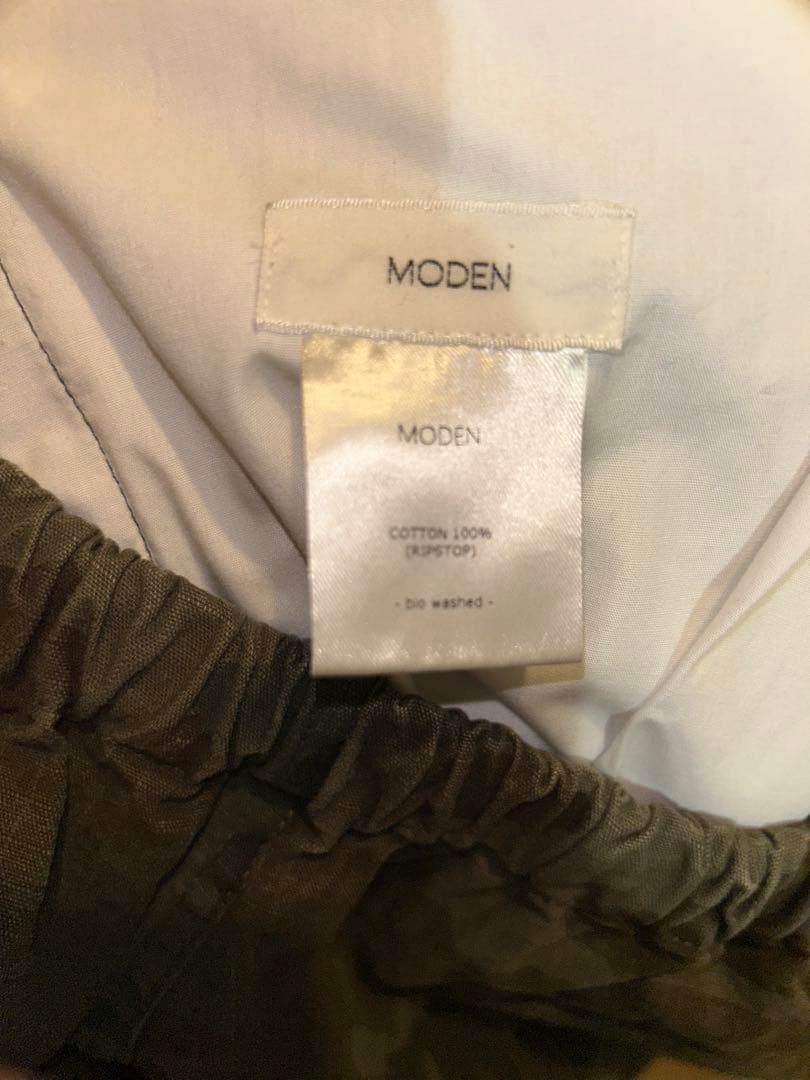 MODEN
MODEN
COTTON 100%
(RIPSTOP)
- bio washed -